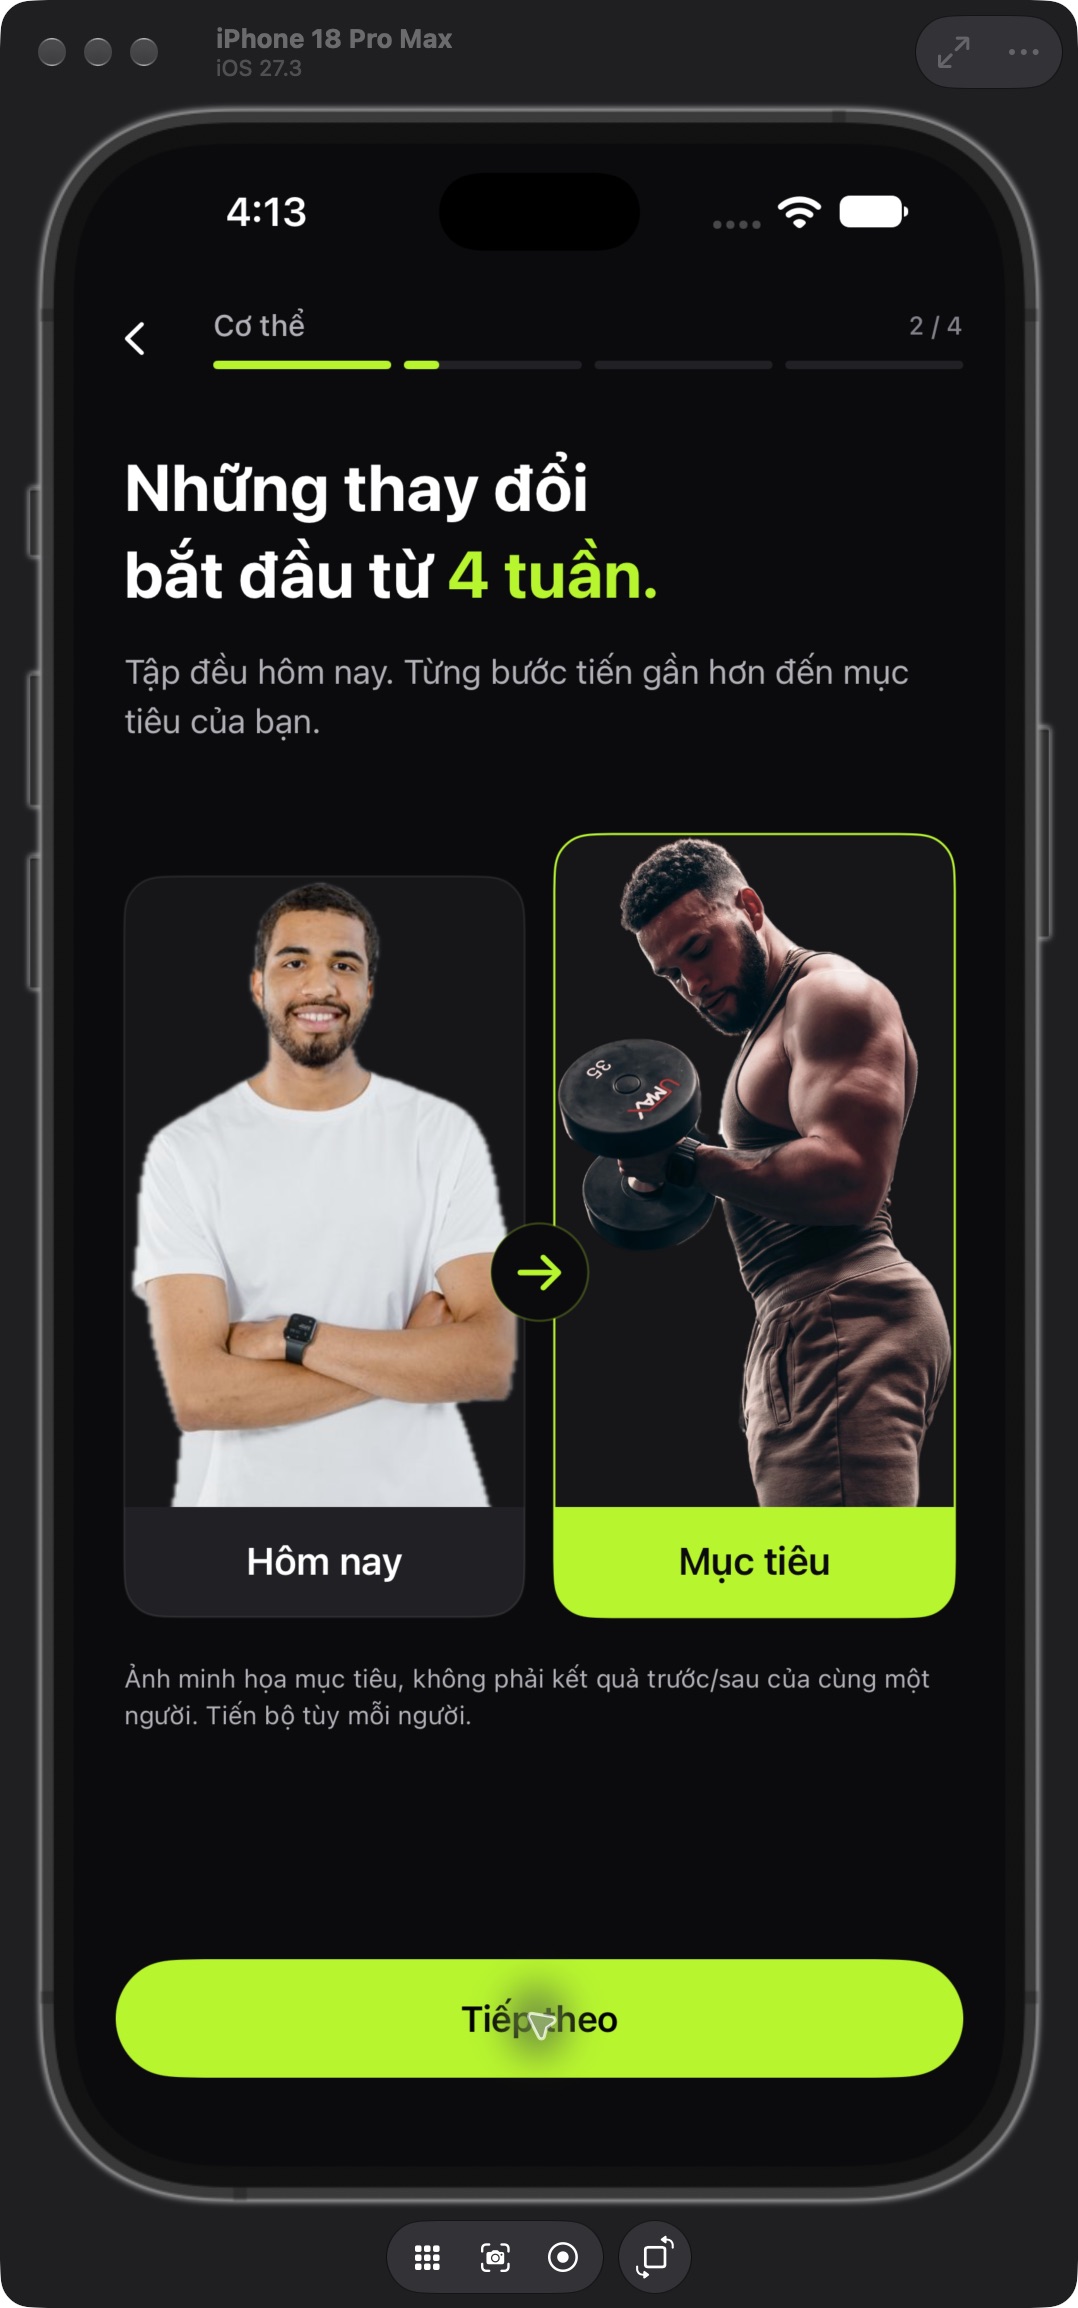 iPhone 18 Pro Max
iOS 27.3
4:13
Cơ thể
2 / 4
Những thay đổi
bắt đầu từ 4 tuần.
Tập đều hôm nay. Từng bước tiến gần hơn đến mục
tiêu của bạn.
35
UMAX
Hôm nay
Mục tiêu
Ảnh minh họa mục tiêu, không phải kết quả trước/sau của cùng một
người. Tiến bộ tùy mỗi người.
Tiếp theo